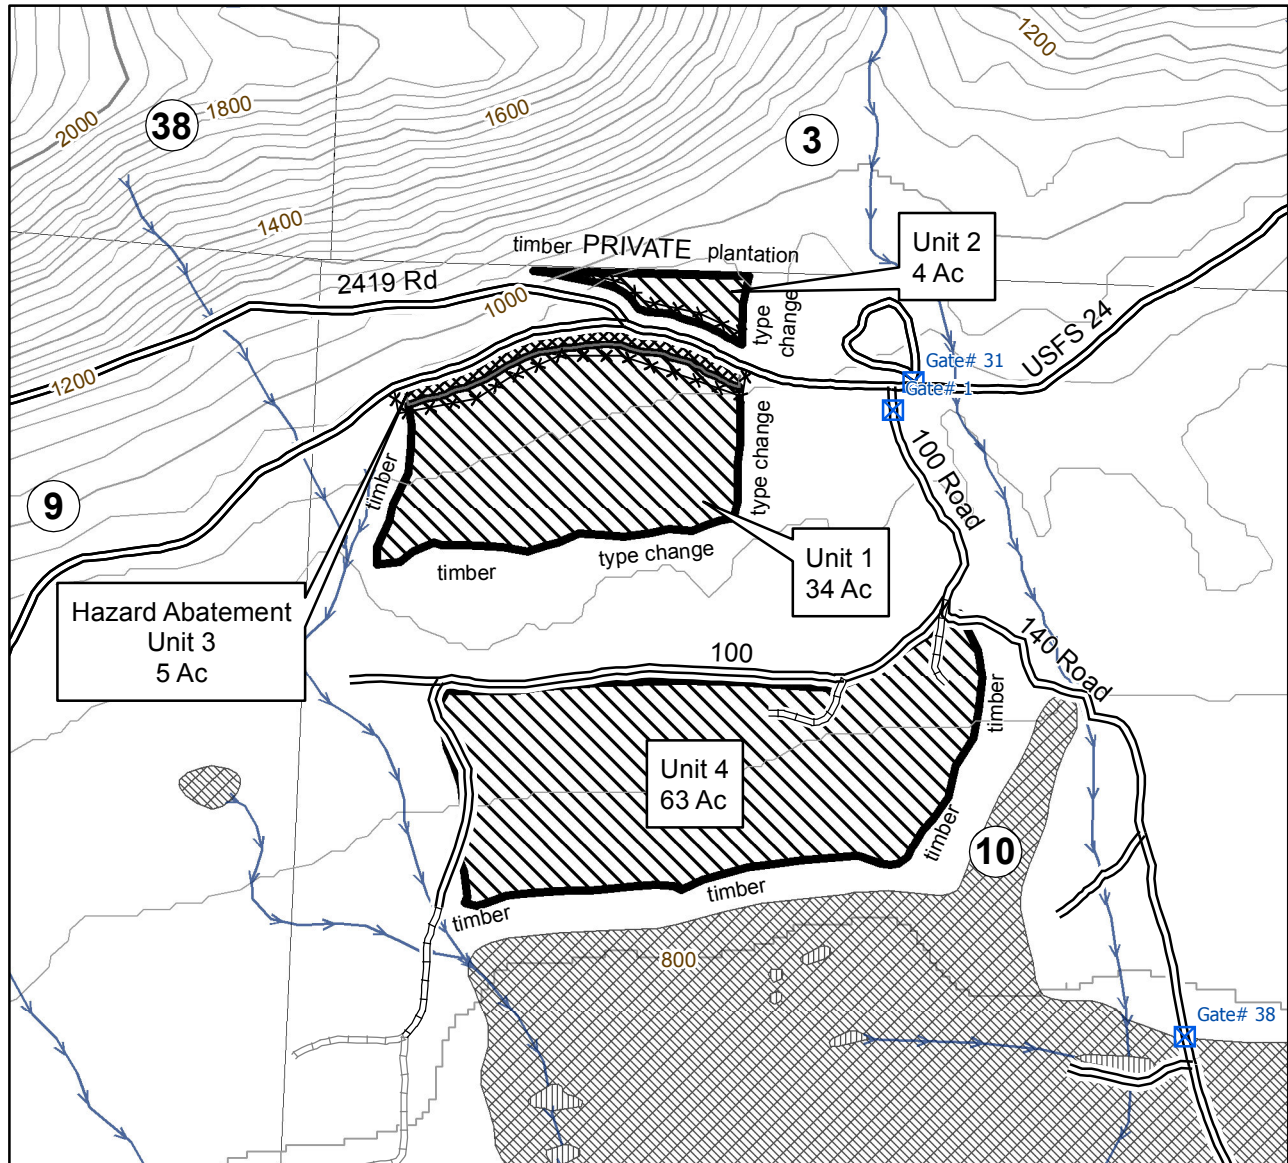 1200
2000
38
1800
1600
3
1400
timber PRIVATE plantation
Unit 2
4 Ac
2419 Rd
1000
type
change
USFS 24
Gate# 31
1200
Gate# 1
100 Road
type change
timber
9
type change
timber
Unit 1
34 Ac
Hazard Abatement
Unit 3
5 Ac
100
140 Road
timber
Unit 4
63 Ac
timber
10
timber
timber
800
Gate# 38